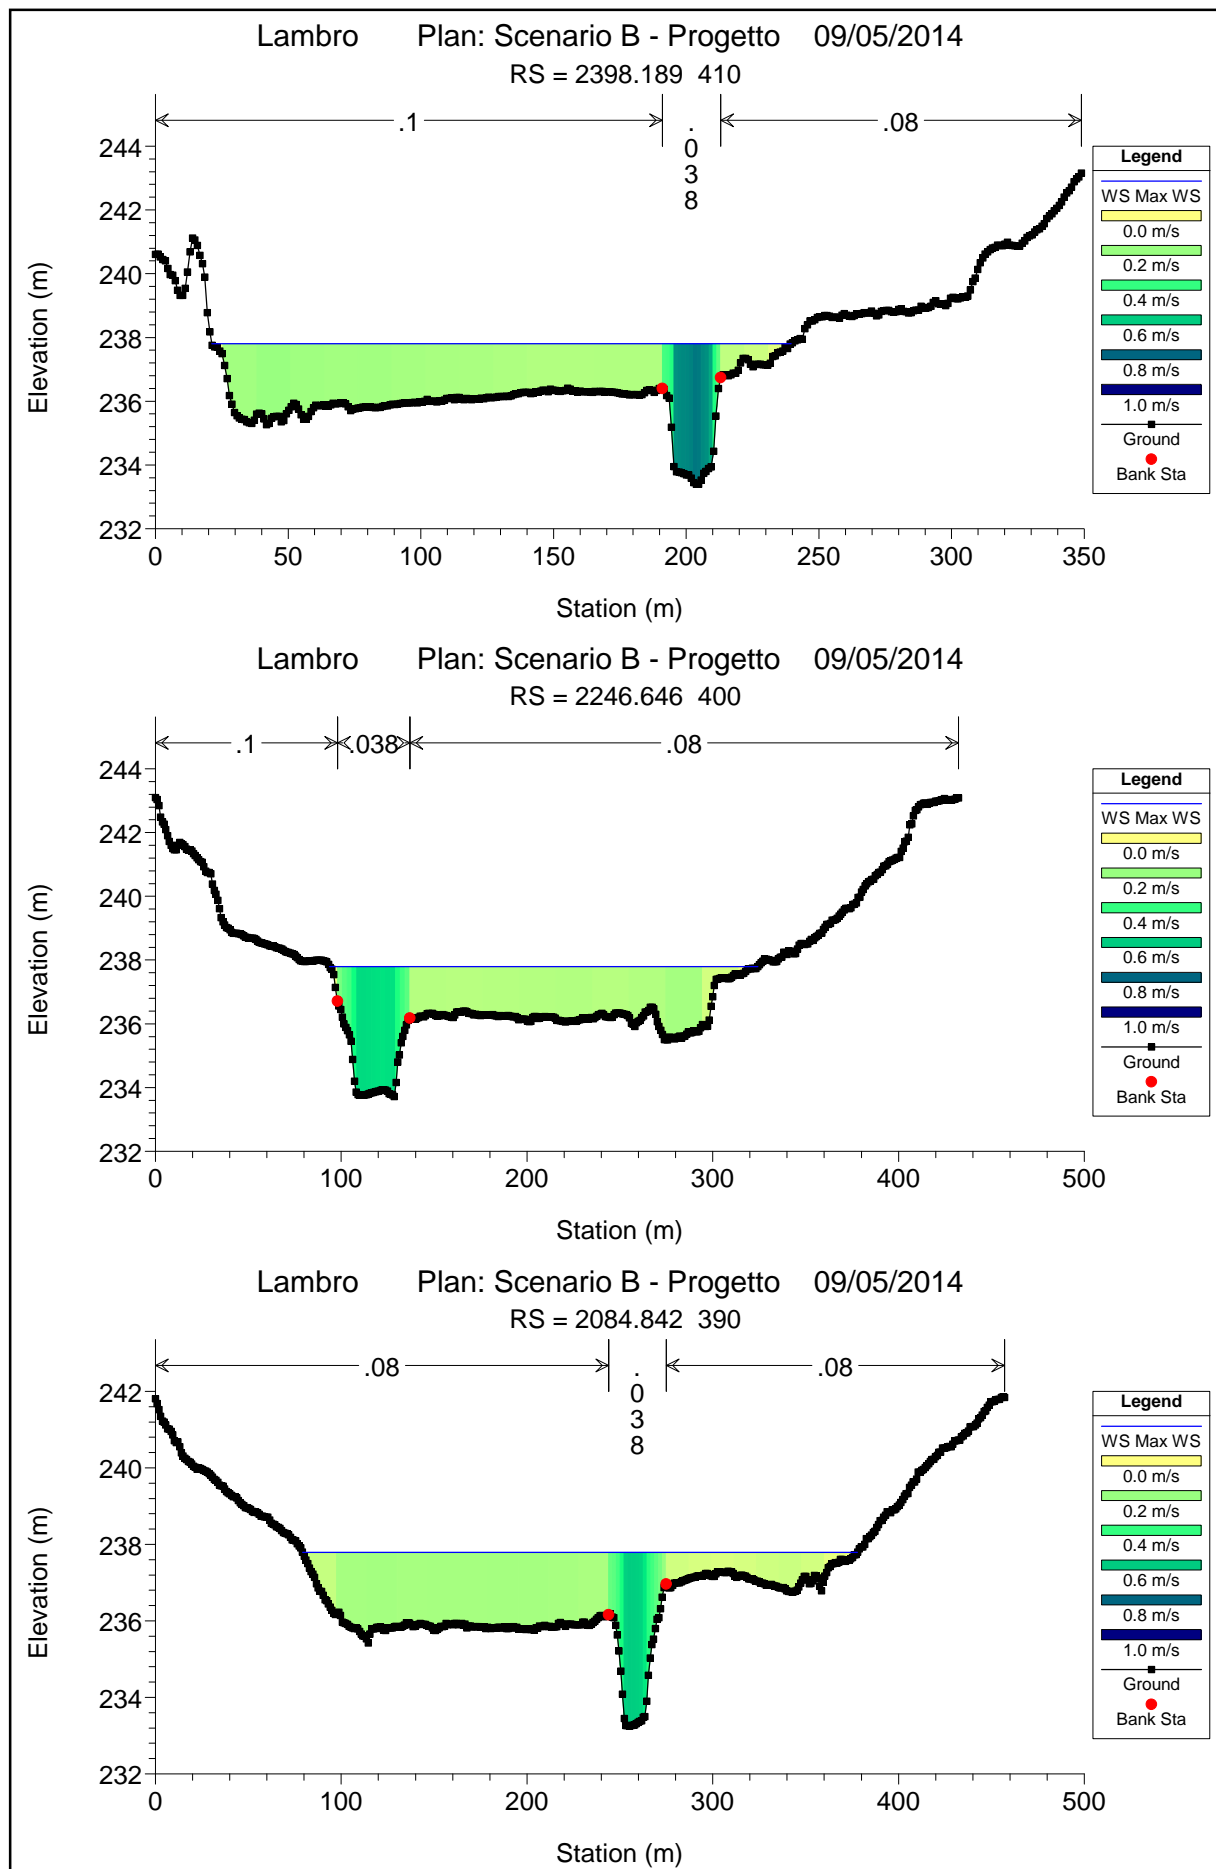 Lambro Plan: Scenario B - Progetto 09/05/2014
RS = 2398.189 410
.1 .038 .08
244
242
240
238
236
234
232
Elevation (m)
0 50 100 150 200 250 300 350
Station (m)
Legend
WS Max WS
0.0 m/s
0.2 m/s
0.4 m/s
0.6 m/s
0.8 m/s
1.0 m/s
Ground
Bank Sta
Lambro Plan: Scenario B - Progetto 09/05/2014
RS = 2246.646 400
.1 .038 .08
244
242
240
238
236
234
232
Elevation (m)
0 100 200 300 400 500
Station (m)
Legend
WS Max WS
0.0 m/s
0.2 m/s
0.4 m/s
0.6 m/s
0.8 m/s
1.0 m/s
Ground
Bank Sta
Lambro Plan: Scenario B - Progetto 09/05/2014
RS = 2084.842 390
.08 .038 .08
242
240
238
236
234
232
Elevation (m)
0 100 200 300 400 500
Station (m)
Legend
WS Max WS
0.0 m/s
0.2 m/s
0.4 m/s
0.6 m/s
0.8 m/s
1.0 m/s
Ground
Bank Sta